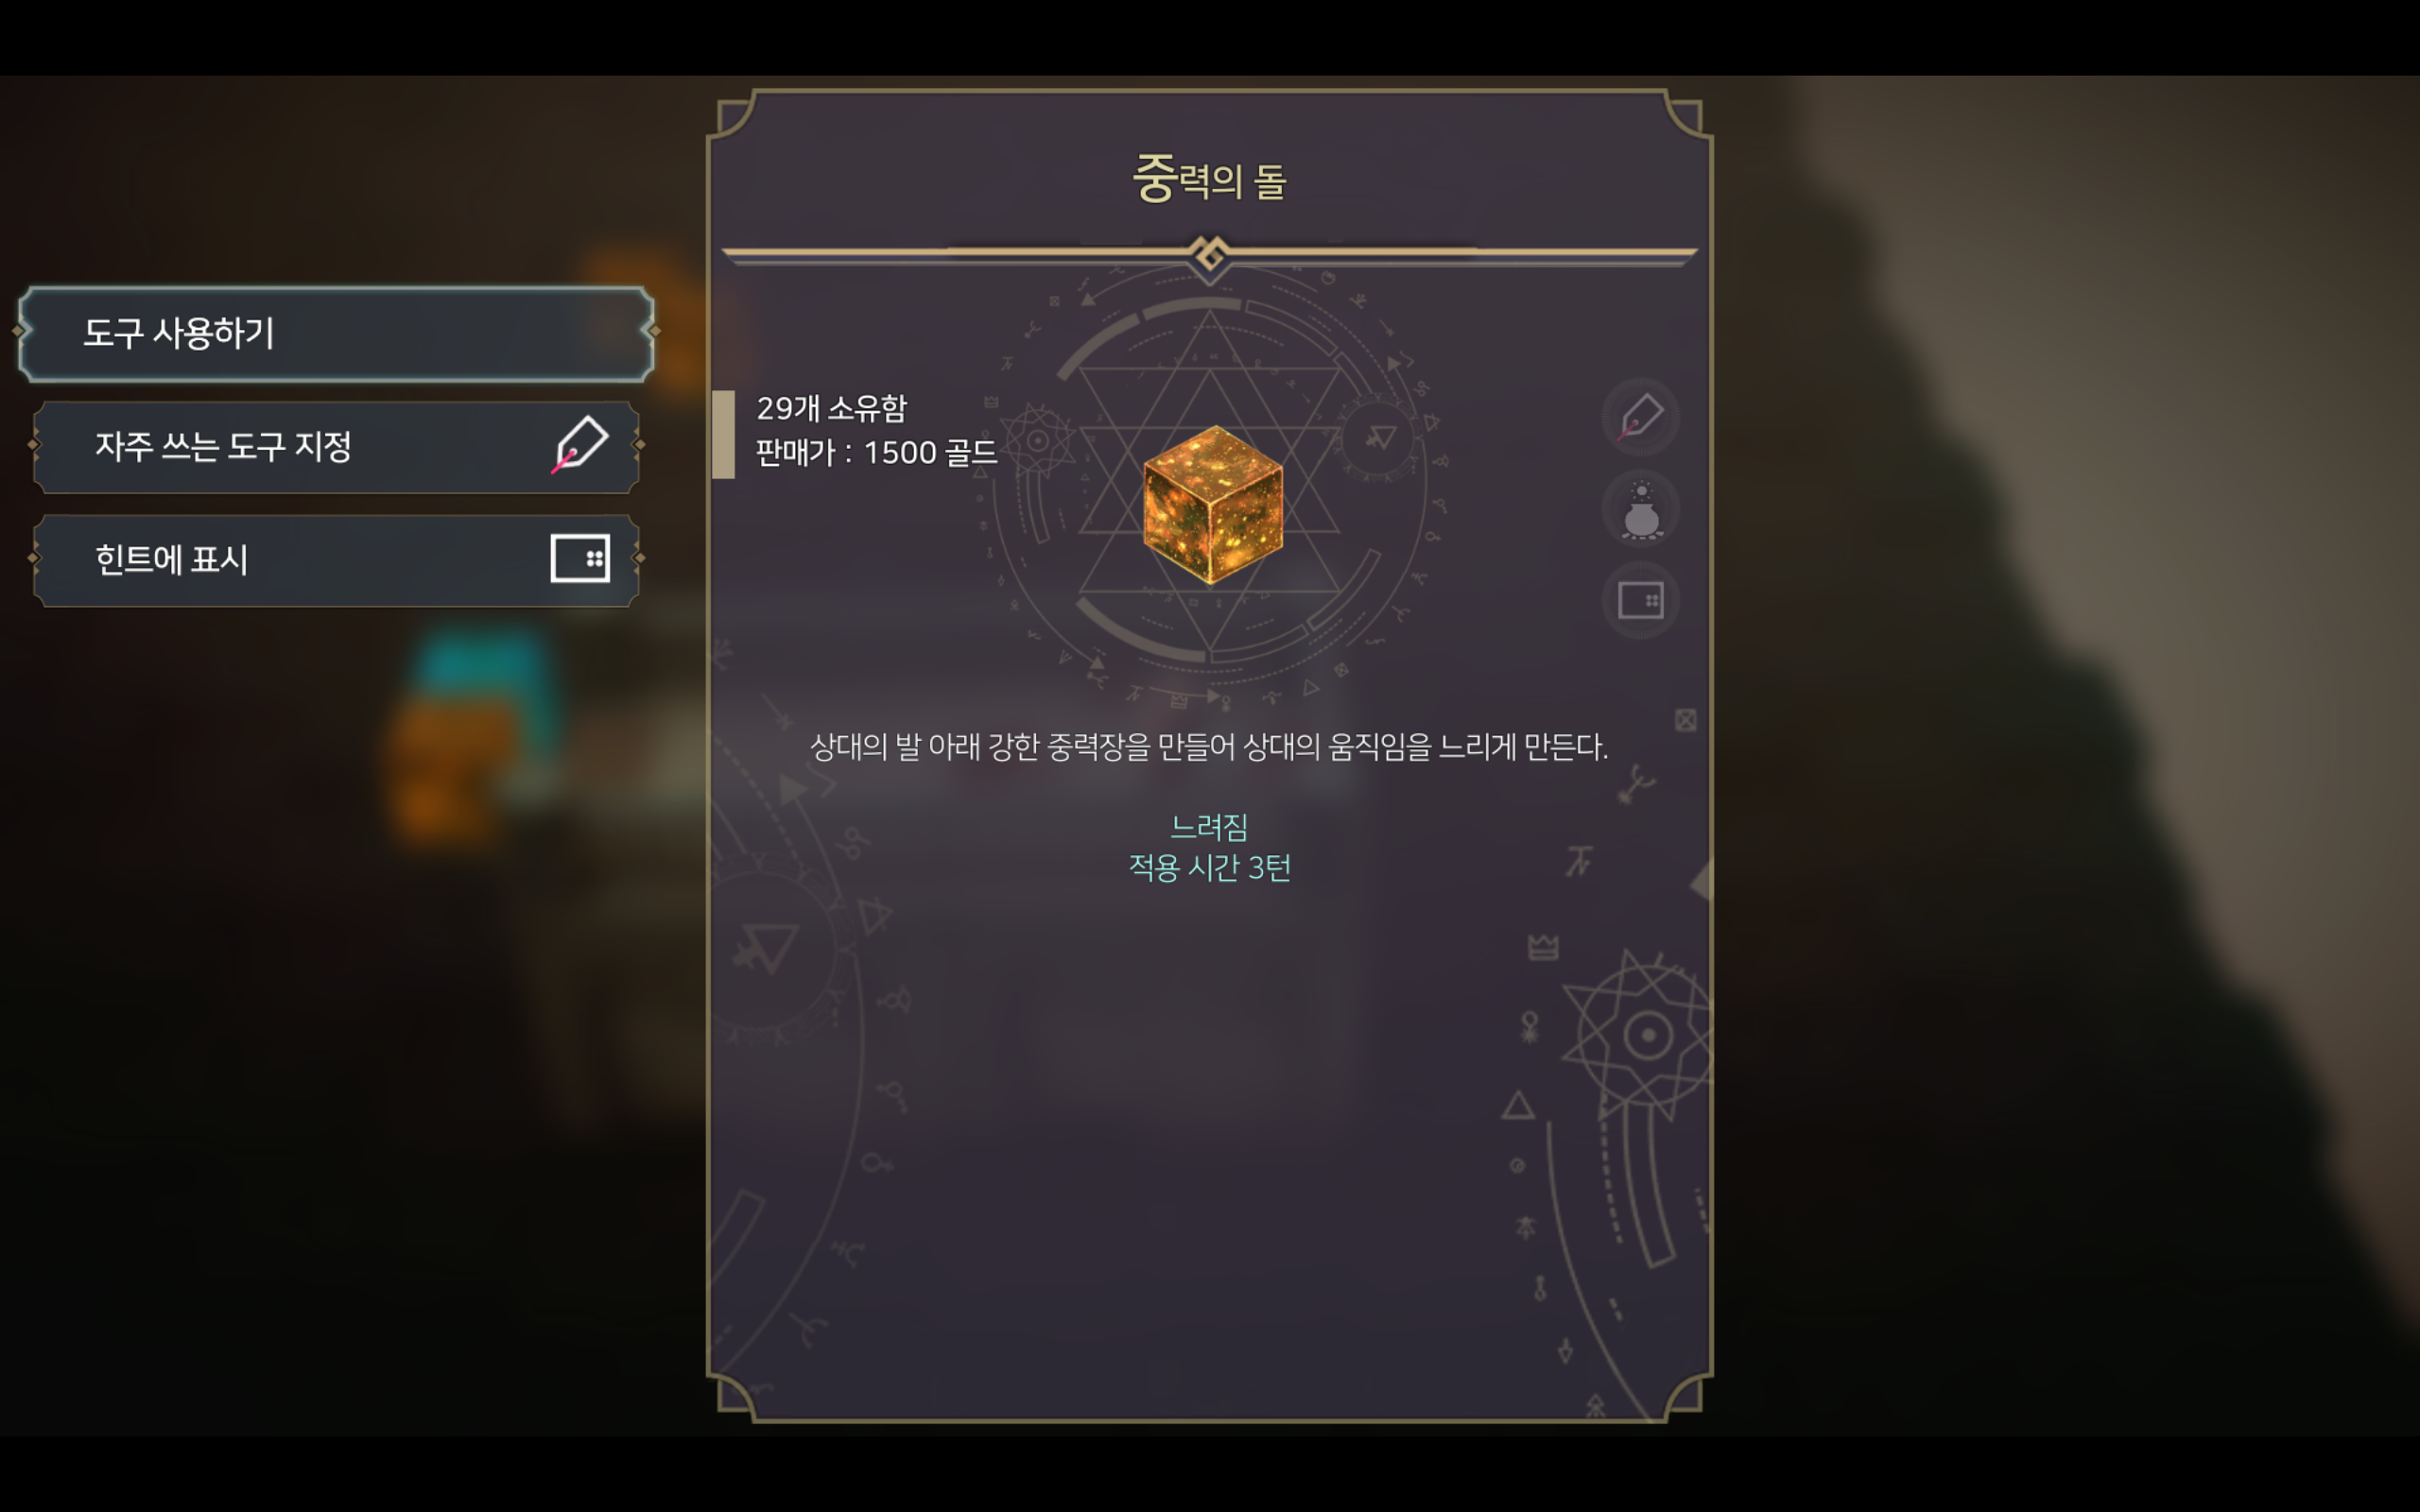 중력의 돌
도구 사용하기
자주 쓰는 도구 지정
힌트에 표시
29개 소유함
판매가 : 1500 골드
상대의 발 아래 강한 중력장을 만들어 상대의 움직임을 느리게 만든다.
느려짐
적용 시간 3턴